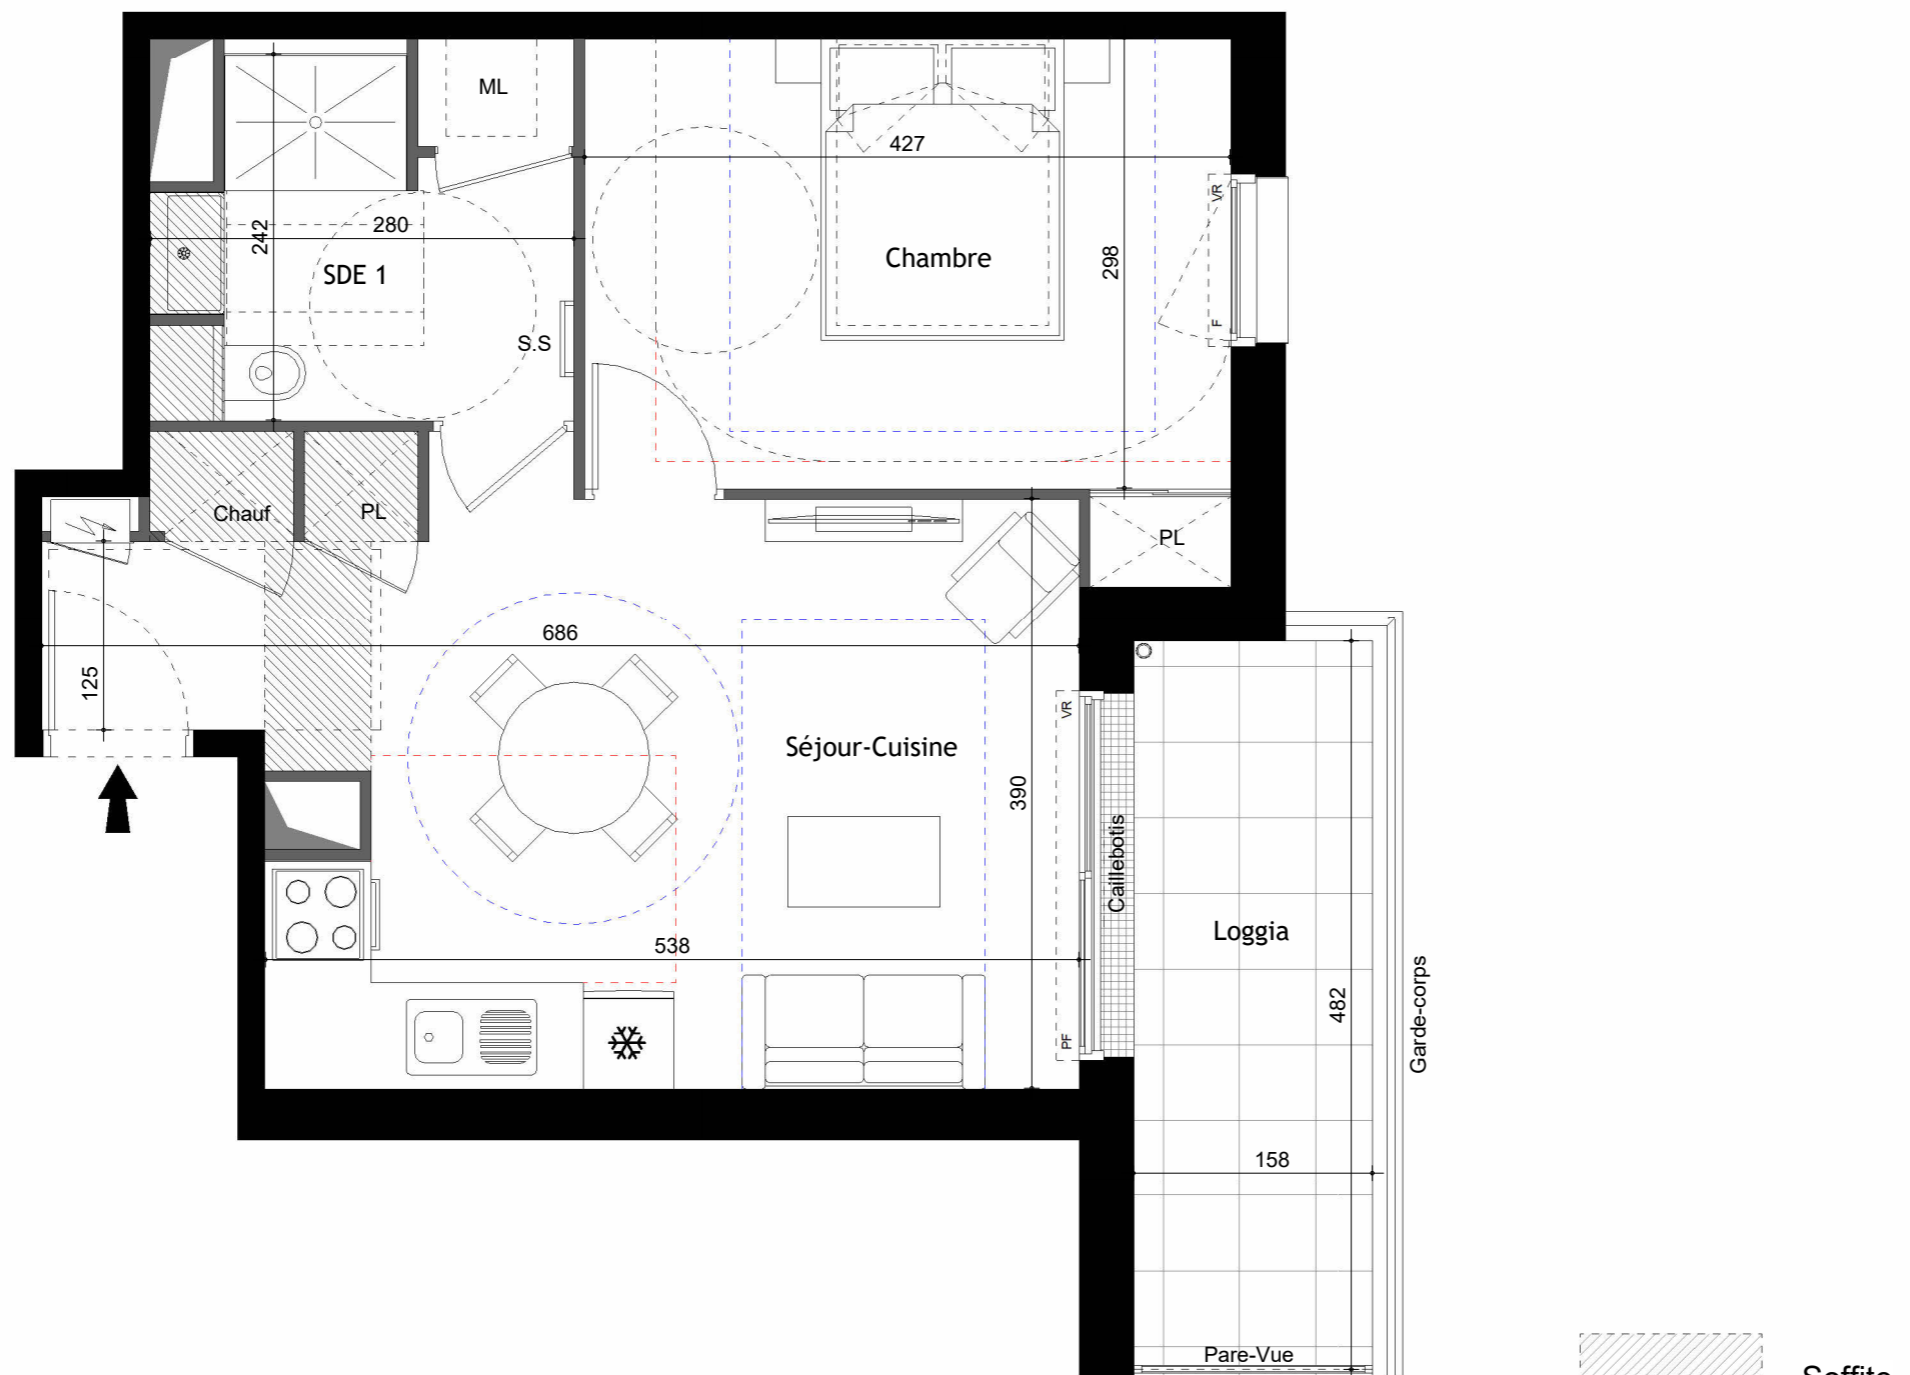 ML
427
VR
242
280
Chambre
298
SDE 1
F
S.S
Chauf
PL
PL
686
125
VR
Séjour-Cuisine
390
Caillebotis
Loggia
538
482
Garde-corps
PF
158
Pare-Vue